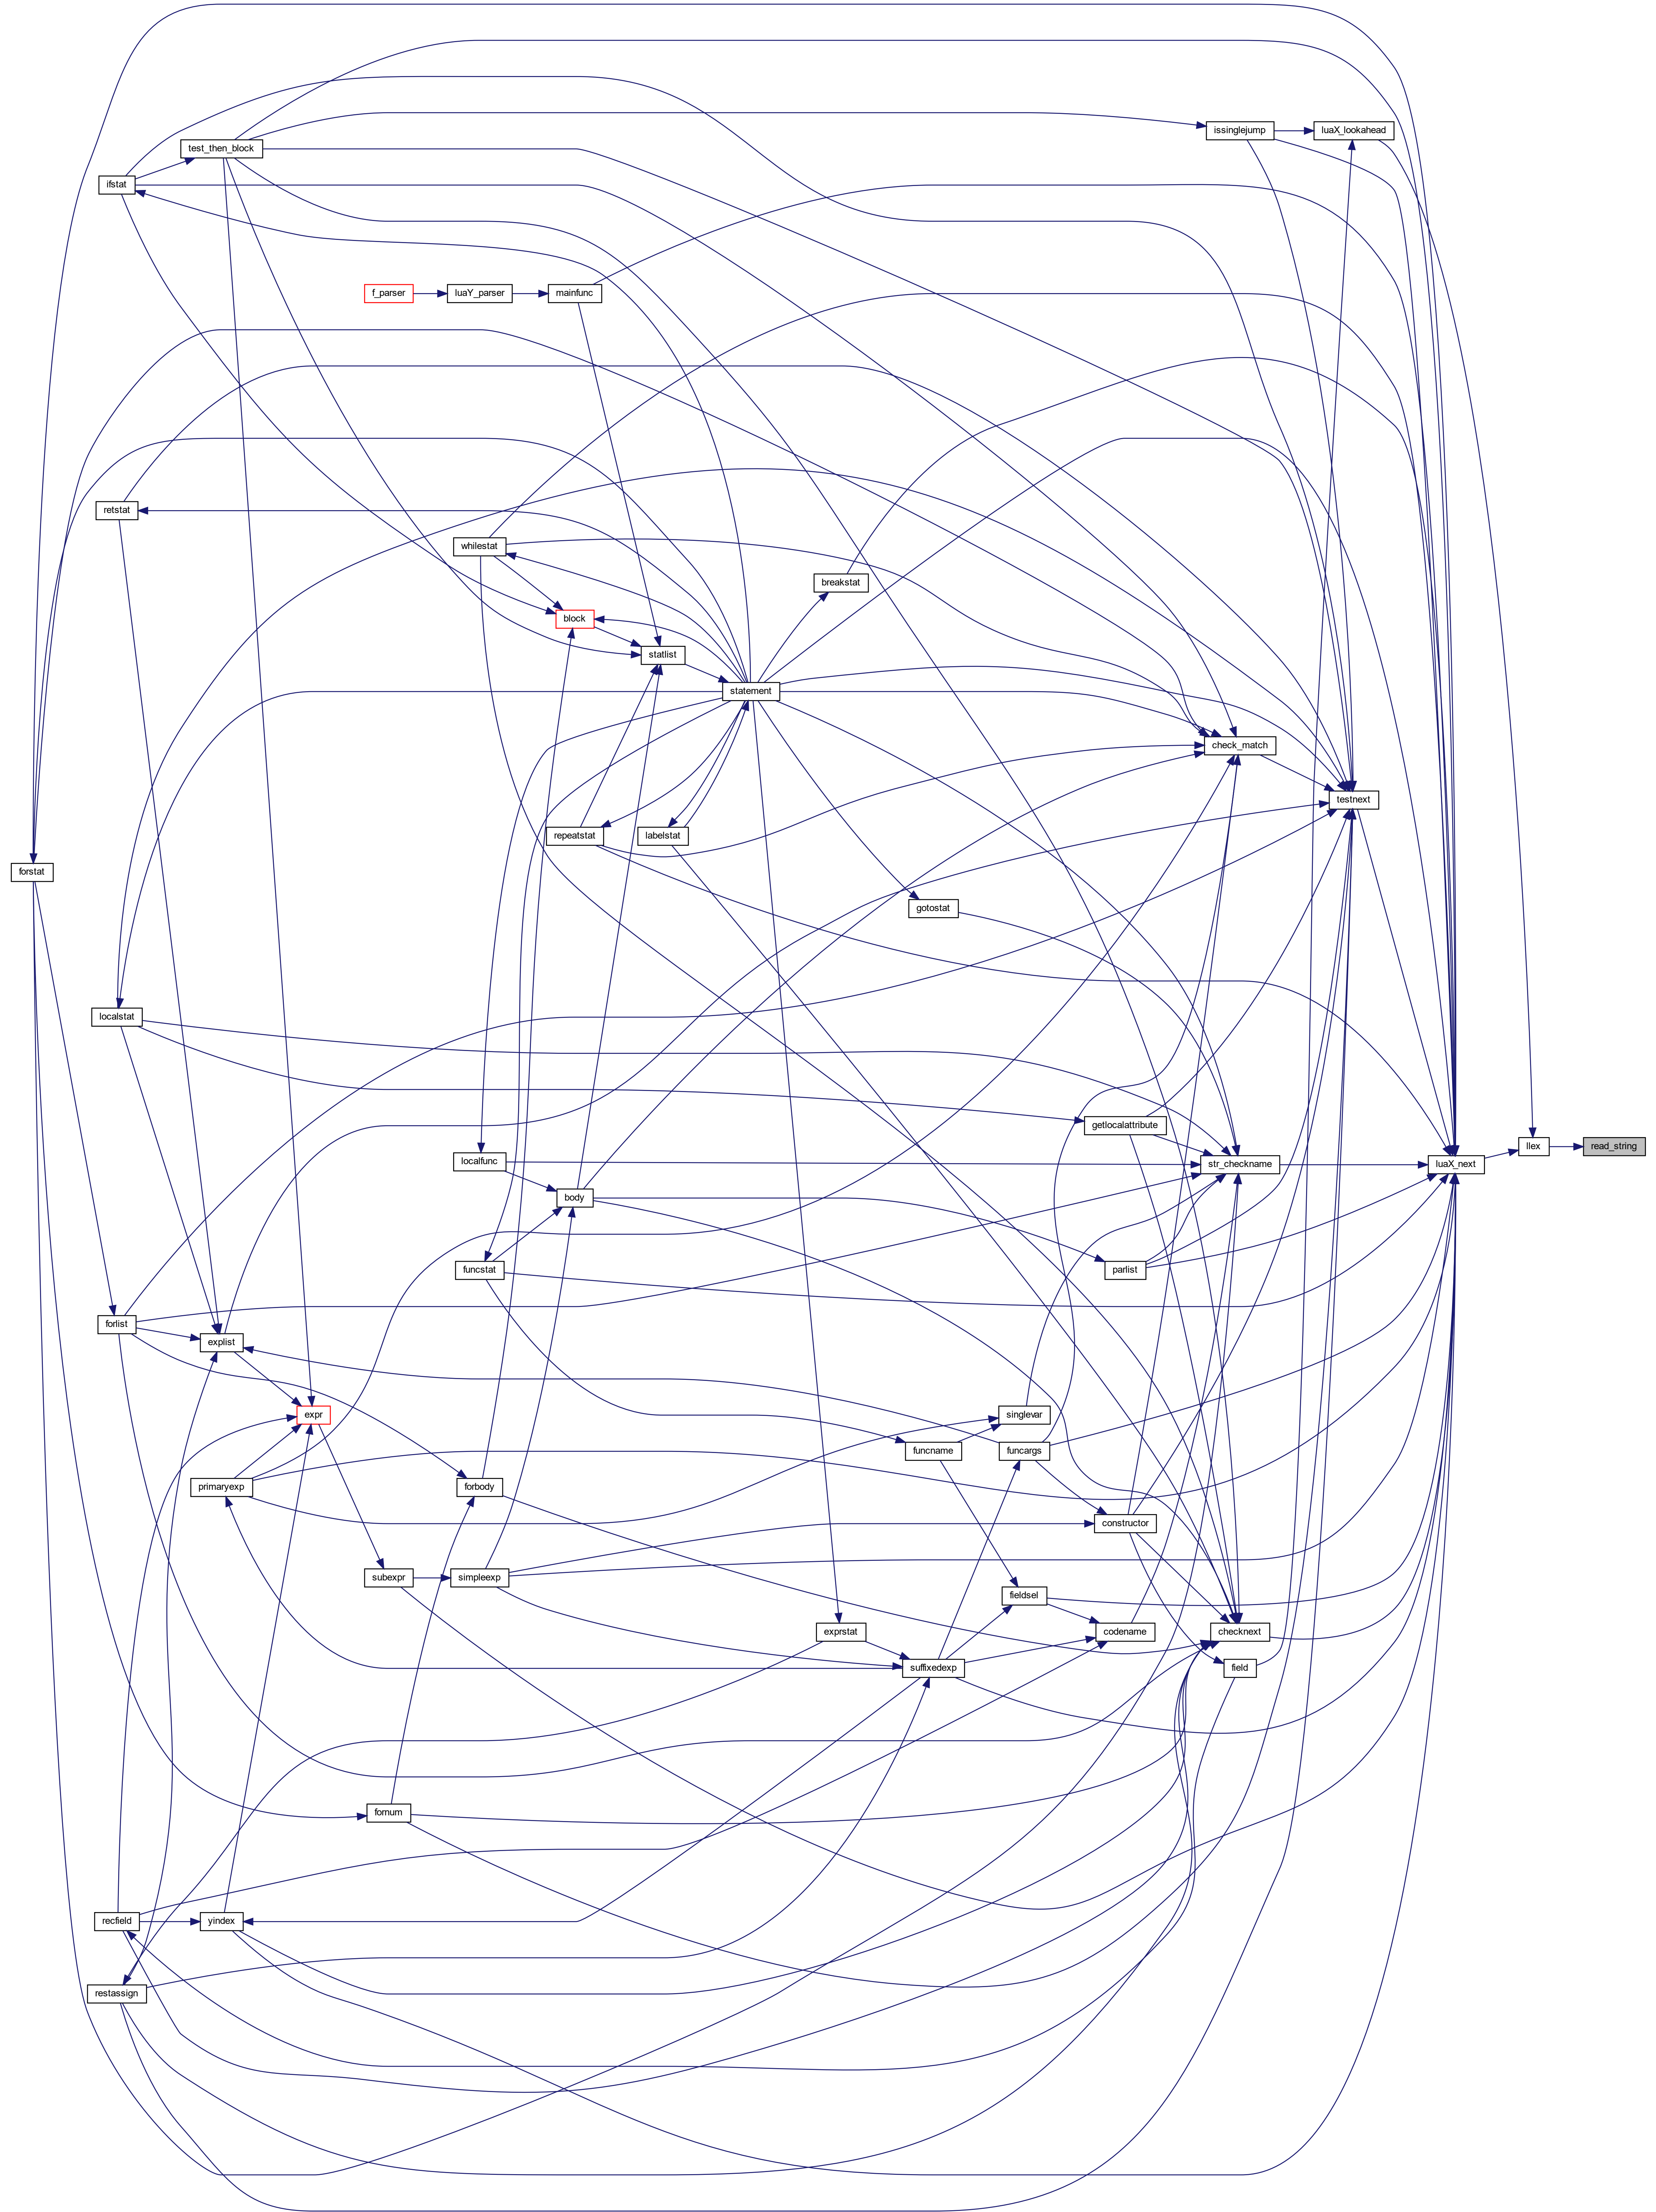 issinglejump
luaX_lookahead
test_then_block
ifstat
f_parser
luaY_parser
mainfunc
retstat
whilestat
breakstat
block
statlist
statement
check_match
testnext
repeatstat
labelstat
forstat
gotostat
localstat
getlocalattribute
llex
read_string
localfunc
str_checkname
luaX_next
body
funcstat
parlist
forlist
explist
expr
singlevar
funcname
funcargs
primaryexp
forbody
constructor
subexpr
simpleexp
fieldsel
exprstat
codename
checknext
suffixedexp
field
fornum
recfield
yindex
restassign